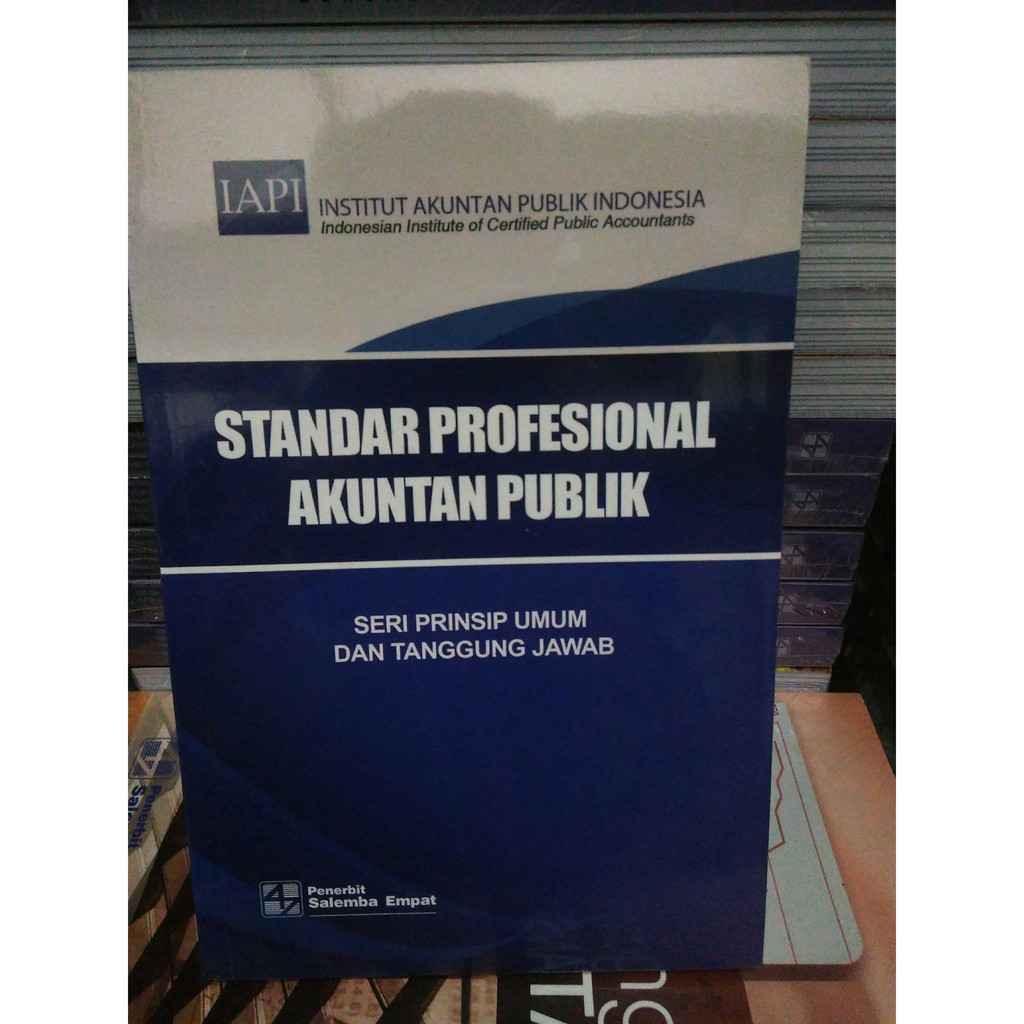 IAPI
INSTITUT AKUNTAN PUBLIK INDONESIA
Indonesian Institute of Certified Public Accountants
STANDAR PROFESIONAL
AKUNTAN PUBLIK
SERI PRINSIP UMUM
DAN TANGGUNG JAWAB
Penerbit
Salemba Empat
Penerbit